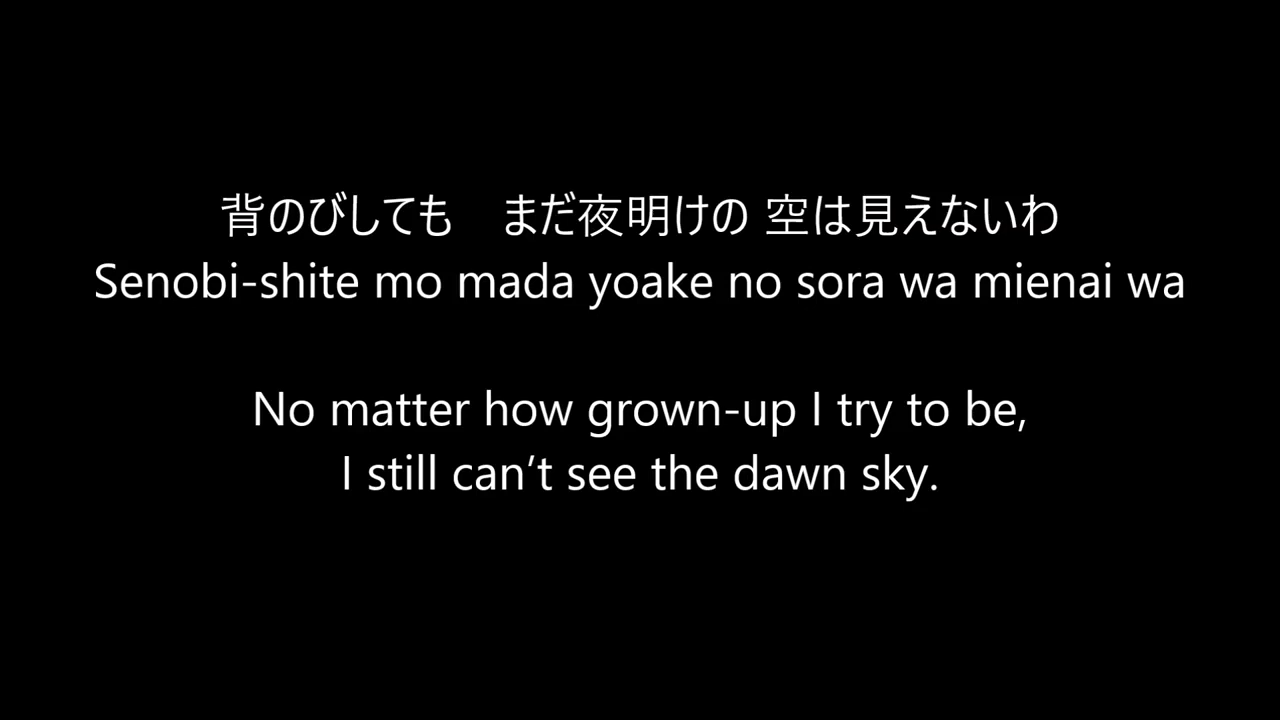 背のびしても　まだ夜明けの 空は見えないわ
Senobi-shite mo mada yoake no sora wa mienai wa
No matter how grown-up I try to be,
I still can’t see the dawn sky.